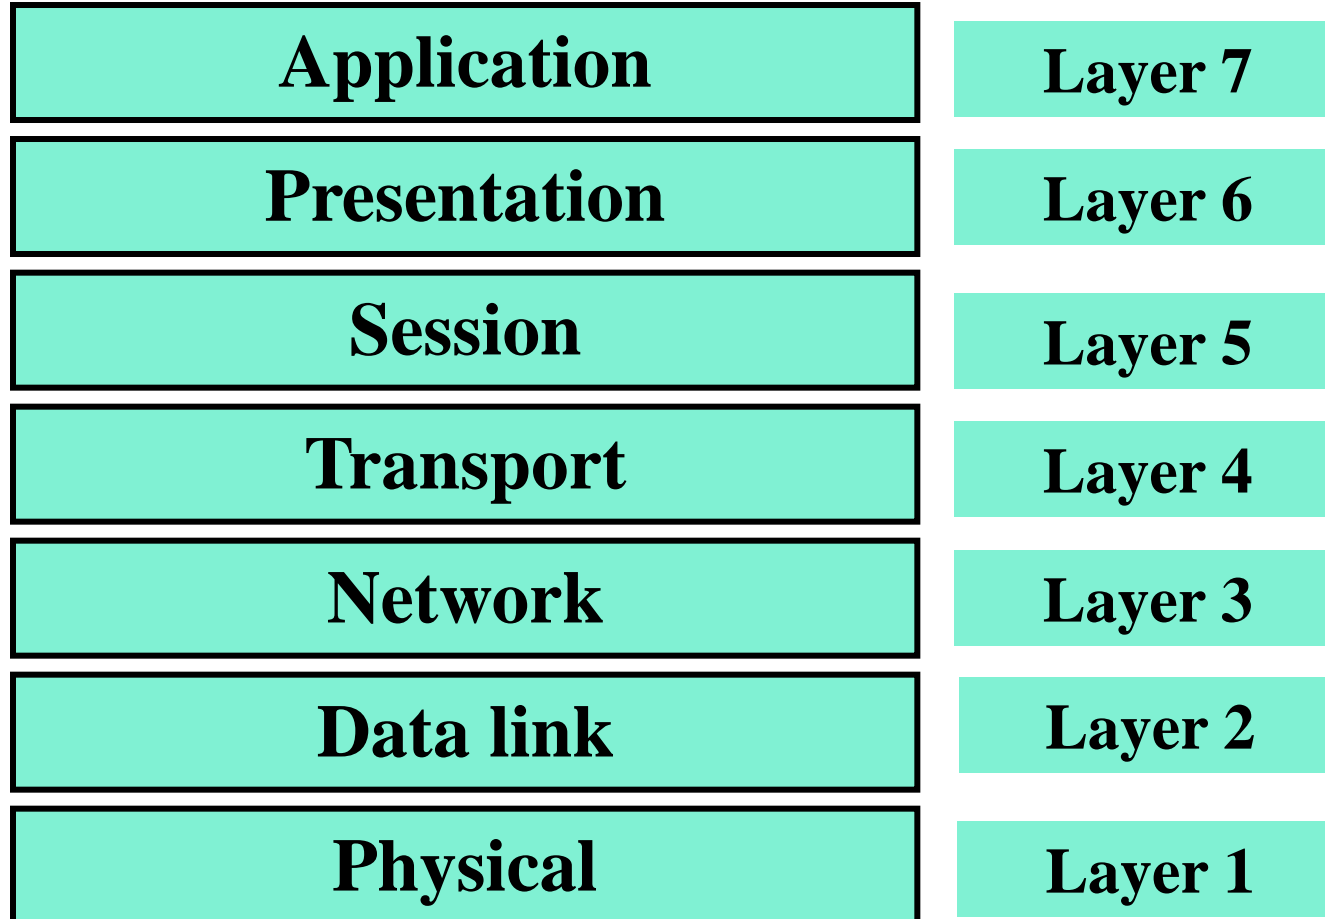 Application
Layer 7
Presentation
Layer 6
Session
Layer 5
Transport
Layer 4
Network
Layer 3
Data link
Layer 2
Physical
Layer 1